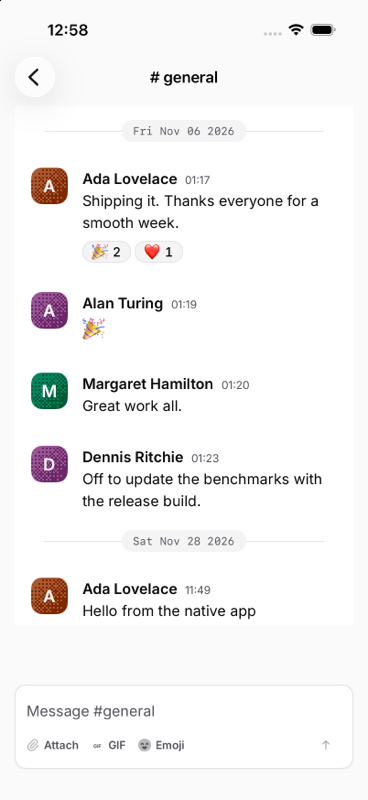 12:58
# general
Fri Nov 06 2026
A
Ada Lovelace 01:17
Shipping it. Thanks everyone for a
smooth week.
🎉 2 ❤️ 1
A
Alan Turing 01:19
🎉
M
Margaret Hamilton 01:20
Great work all.
D
Dennis Ritchie 01:23
Off to update the benchmarks with
the release build.
Sat Nov 28 2026
A
Ada Lovelace 11:49
Hello from the native app
Message #general
Attach GIF GIF Emoji